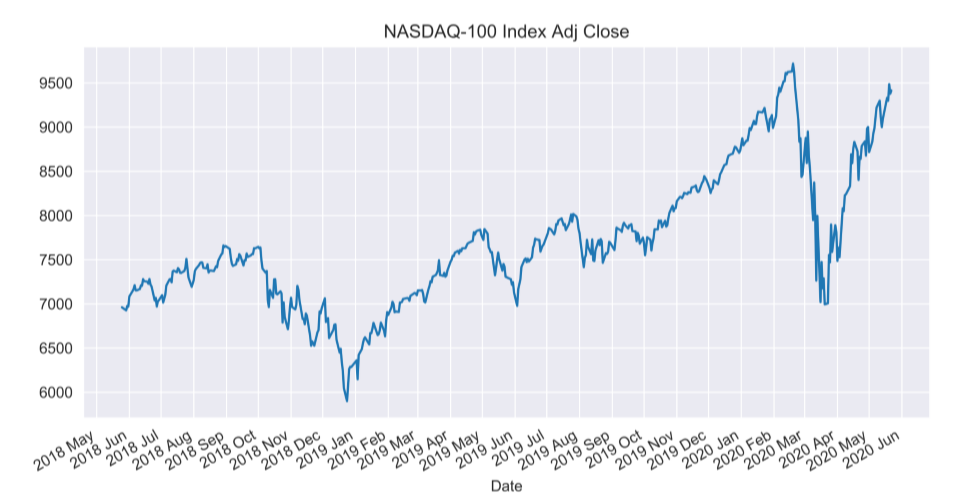 NASDAQ-100 Index Adj Close
9500
9000
8500
8000
7500
7000
6500
6000
2018 May
2018 Jun
2018 Jul
2018 Aug
2018 Sep
2018 Oct
2018 Nov
2018 Dec
2019 Jan
2019 Feb
2019 Mar
2019 Apr
2019 May
2019 Jun
2019 Jul
2019 Aug
2019 Sep
2019 Oct
2019 Nov
2019 Dec
2020 Jan
2020 Feb
2020 Mar
2020 Apr
2020 May
2020 Jun
Date